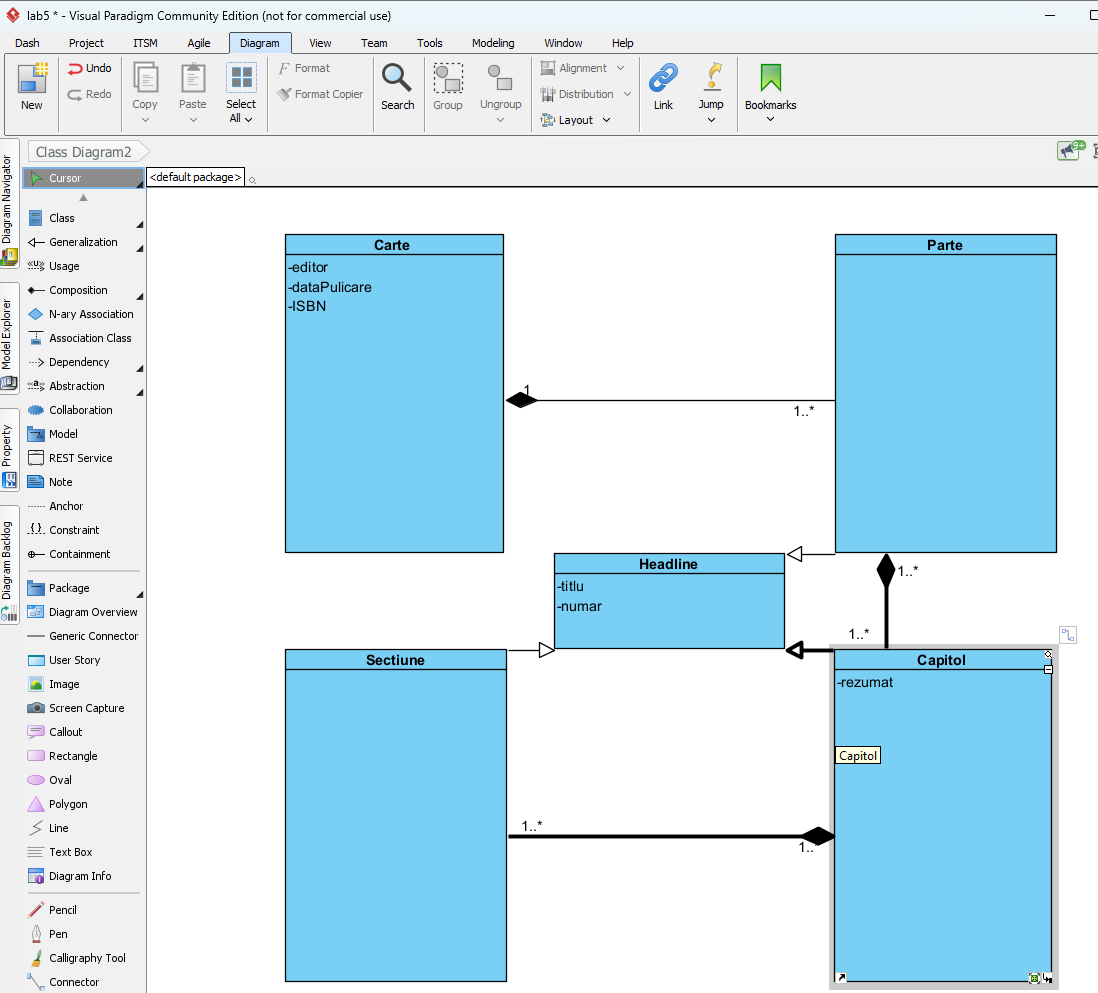 lab5 * - Visual Paradigm Community Edition (not for commercial use)
Dash Project ITSM Agile Diagram View Team Tools Modeling Window Help
New
Undo
Redo
Copy
Paste
Select All
Format
Format Copier
Search
Group
Ungroup
Alignment
Distribution
Layout
Link
Jump
Bookmarks
Class Diagram2
9+
Diagram Navigator
Model Explorer
Property
Diagram Backlog
Cursor
Class
Generalization
«U» Usage
Composition
N-ary Association
Association Class
Dependency
«a» Abstraction
Collaboration
Model
REST Service
Note
Anchor
{ } Constraint
Containment
Package
Diagram Overview
Generic Connector
User Story
Image
Screen Capture
Callout
Rectangle
Oval
Polygon
Line
Text Box
Diagram Info
Pencil
Pen
Calligraphy Tool
Connector
<default package>
Carte
-editor
-dataPulicare
-ISBN
Parte
1
1..*
Headline
-titlu
-numar
1..*
1..*
Sectiune
Capitol
-rezumat
Capitol
1..*
1..*